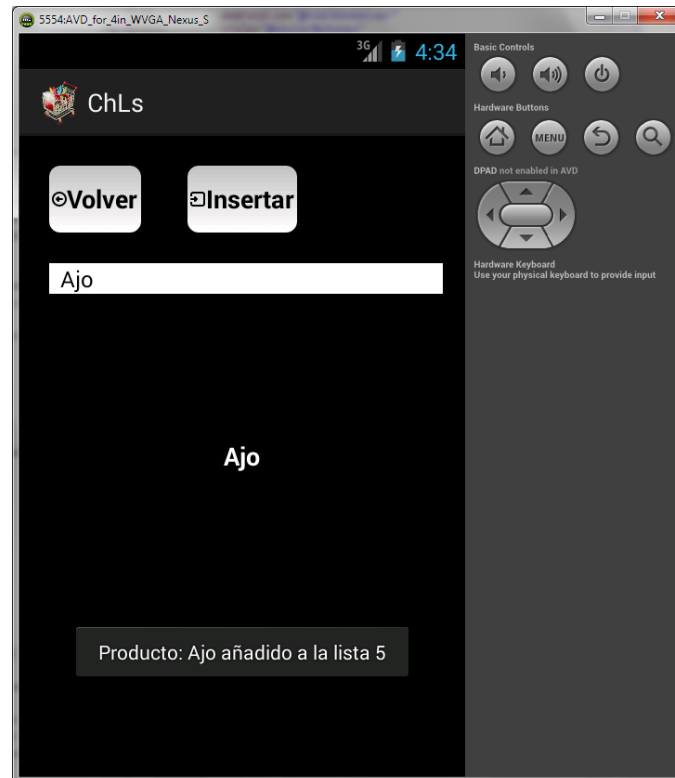 5554:AVD_for_4in_WVGA_Nexus_S
3G 4:34
ChLs
Volver Insertar
Ajo
Ajo
Producto: Ajo añadido a la lista 5
Basic Controls
Hardware Buttons
MENU
DPAD not enabled in AVD
Hardware Keyboard
Use your physical keyboard to provide input